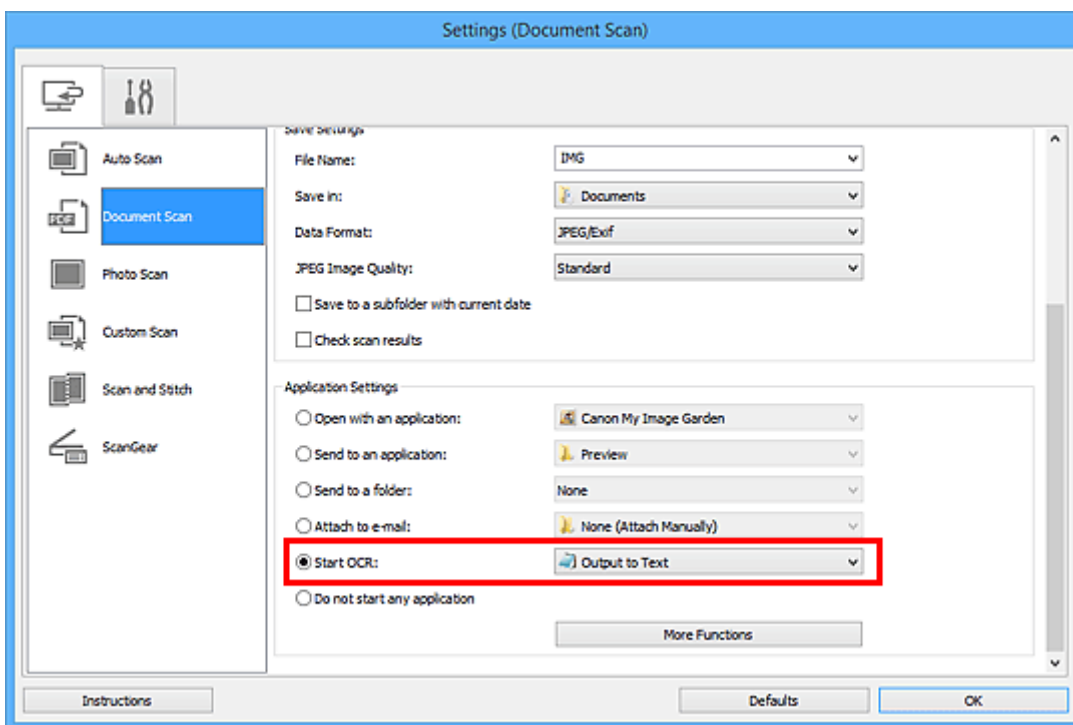 Settings (Document Scan)
Save Settings
Auto Scan
File Name: IMG
Document Scan
PDF
Save in: Documents
Data Format: JPEG/Exif
Photo Scan
JPEG Image Quality: Standard
Save to a subfolder with current date
Custom Scan
Check scan results
Scan and Stitch
Application Settings
Open with an application: Canon My Image Garden
ScanGear
Send to an application: Preview
Send to a folder: None
Attach to e-mail: None (Attach Manually)
Start OCR: Output to Text
Do not start any application
More Functions
Instructions
Defaults
OK